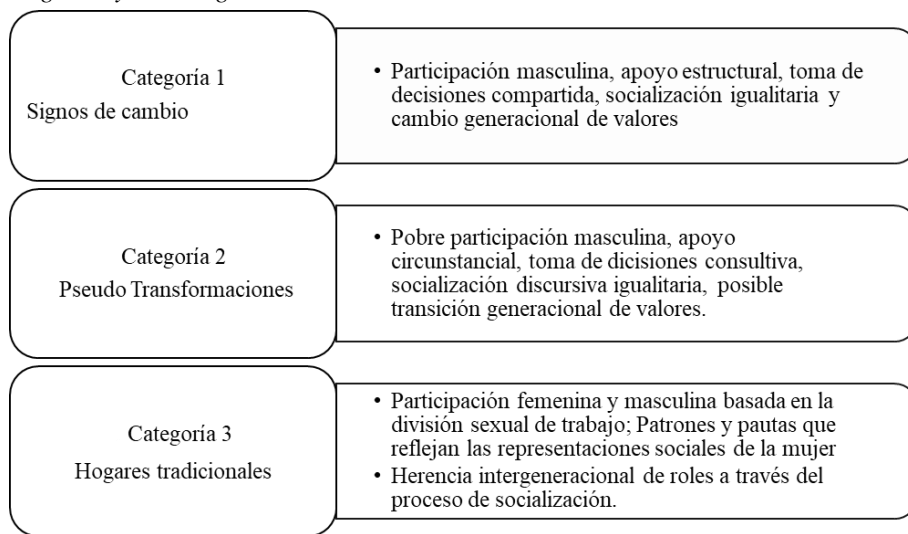 Categoría 1
Signos de cambio
• Participación masculina, apoyo estructural, toma de
decisiones compartida, socialización igualitaria y
cambio generacional de valores
Categoría 2
Pseudo Transformaciones
• Pobre participación masculina, apoyo
circunstancial, toma de dicisiones consultiva,
socialización discursiva igualitaria, posible
transición generacional de valores.
Categoría 3
Hogares tradicionales
• Participación femenina y masculina basada en la
división sexual de trabajo; Patrones y pautas que
reflejan las representaciones sociales de la mujer
• Herencia intergeneracional de roles a través del
proceso de socialización.